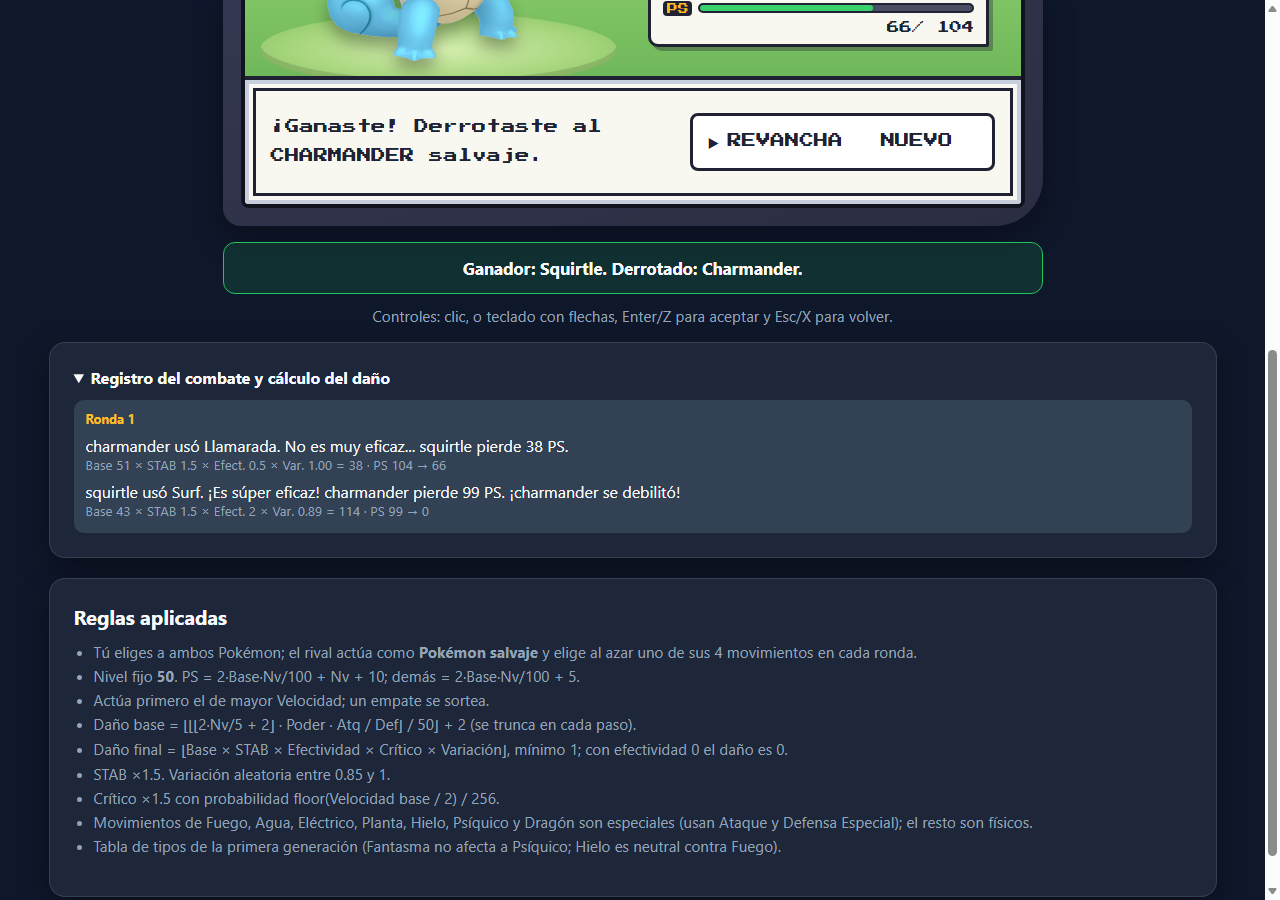 PS
66/ 104
¡Ganaste! Derrotaste al
CHARMANDER salvaje.
▶ REVANCHA NUEVO
Ganador: Squirtle. Derrotado: Charmander.
Controles: clic, o teclado con flechas, Enter/Z para aceptar y Esc/X para volver.
▼ Registro del combate y cálculo del daño
Ronda 1
charmander usó Llamarada. No es muy eficaz... squirtle pierde 38 PS.
Base 51 × STAB 1.5 × Efect. 0.5 × Var. 1.00 = 38 · PS 104 → 66
squirtle usó Surf. ¡Es súper eficaz! charmander pierde 99 PS. ¡charmander se debilitó!
Base 43 × STAB 1.5 × Efect. 2 × Var. 0.89 = 114 · PS 99 → 0
Reglas aplicadas
• Tú eliges a ambos Pokémon; el rival actúa como Pokémon salvaje y elige al azar uno de sus 4 movimientos en cada ronda.
• Nivel fijo 50. PS = 2·Base·Nv/100 + Nv + 10; demás = 2·Base·Nv/100 + 5.
• Actúa primero el de mayor Velocidad; un empate se sortea.
• Daño base = ⌊⌊⌊2·Nv/5 + 2⌋ · Poder · Atq / Def⌋ / 50⌋ + 2 (se trunca en cada paso).
• Daño final = ⌊Base × STAB × Efectividad × Crítico × Variación⌋, mínimo 1; con efectividad 0 el daño es 0.
• STAB ×1.5. Variación aleatoria entre 0.85 y 1.
• Crítico ×1.5 con probabilidad floor(Velocidad base / 2) / 256.
• Movimientos de Fuego, Agua, Eléctrico, Planta, Hielo, Psíquico y Dragón son especiales (usan Ataque y Defensa Especial); el resto son físicos.
• Tabla de tipos de la primera generación (Fantasma no afecta a Psíquico; Hielo es neutral contra Fuego).